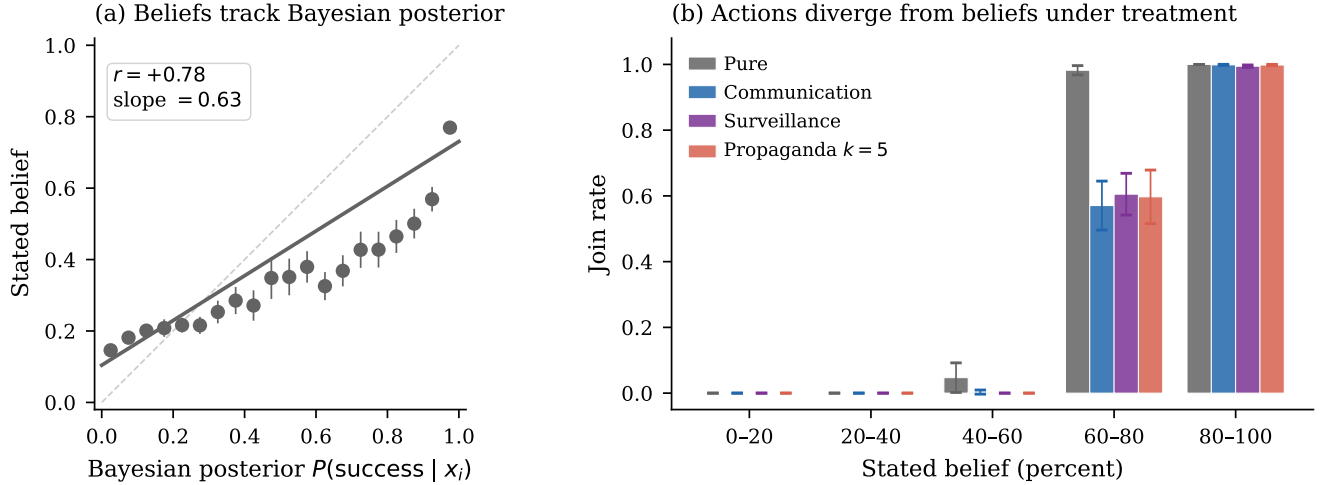 (a) Beliefs track Bayesian posterior
r = +0.78
slope = 0.63
Stated belief
1.0
0.8
0.6
0.4
0.2
0.0
0.0 0.2 0.4 0.6 0.8 1.0
Bayesian posterior P(success | x_i)
(b) Actions diverge from beliefs under treatment
Pure
Communication
Surveillance
Propaganda k = 5
Join rate
1.0
0.8
0.6
0.4
0.2
0.0
0–20 20–40 40–60 60–80 80–100
Stated belief (percent)